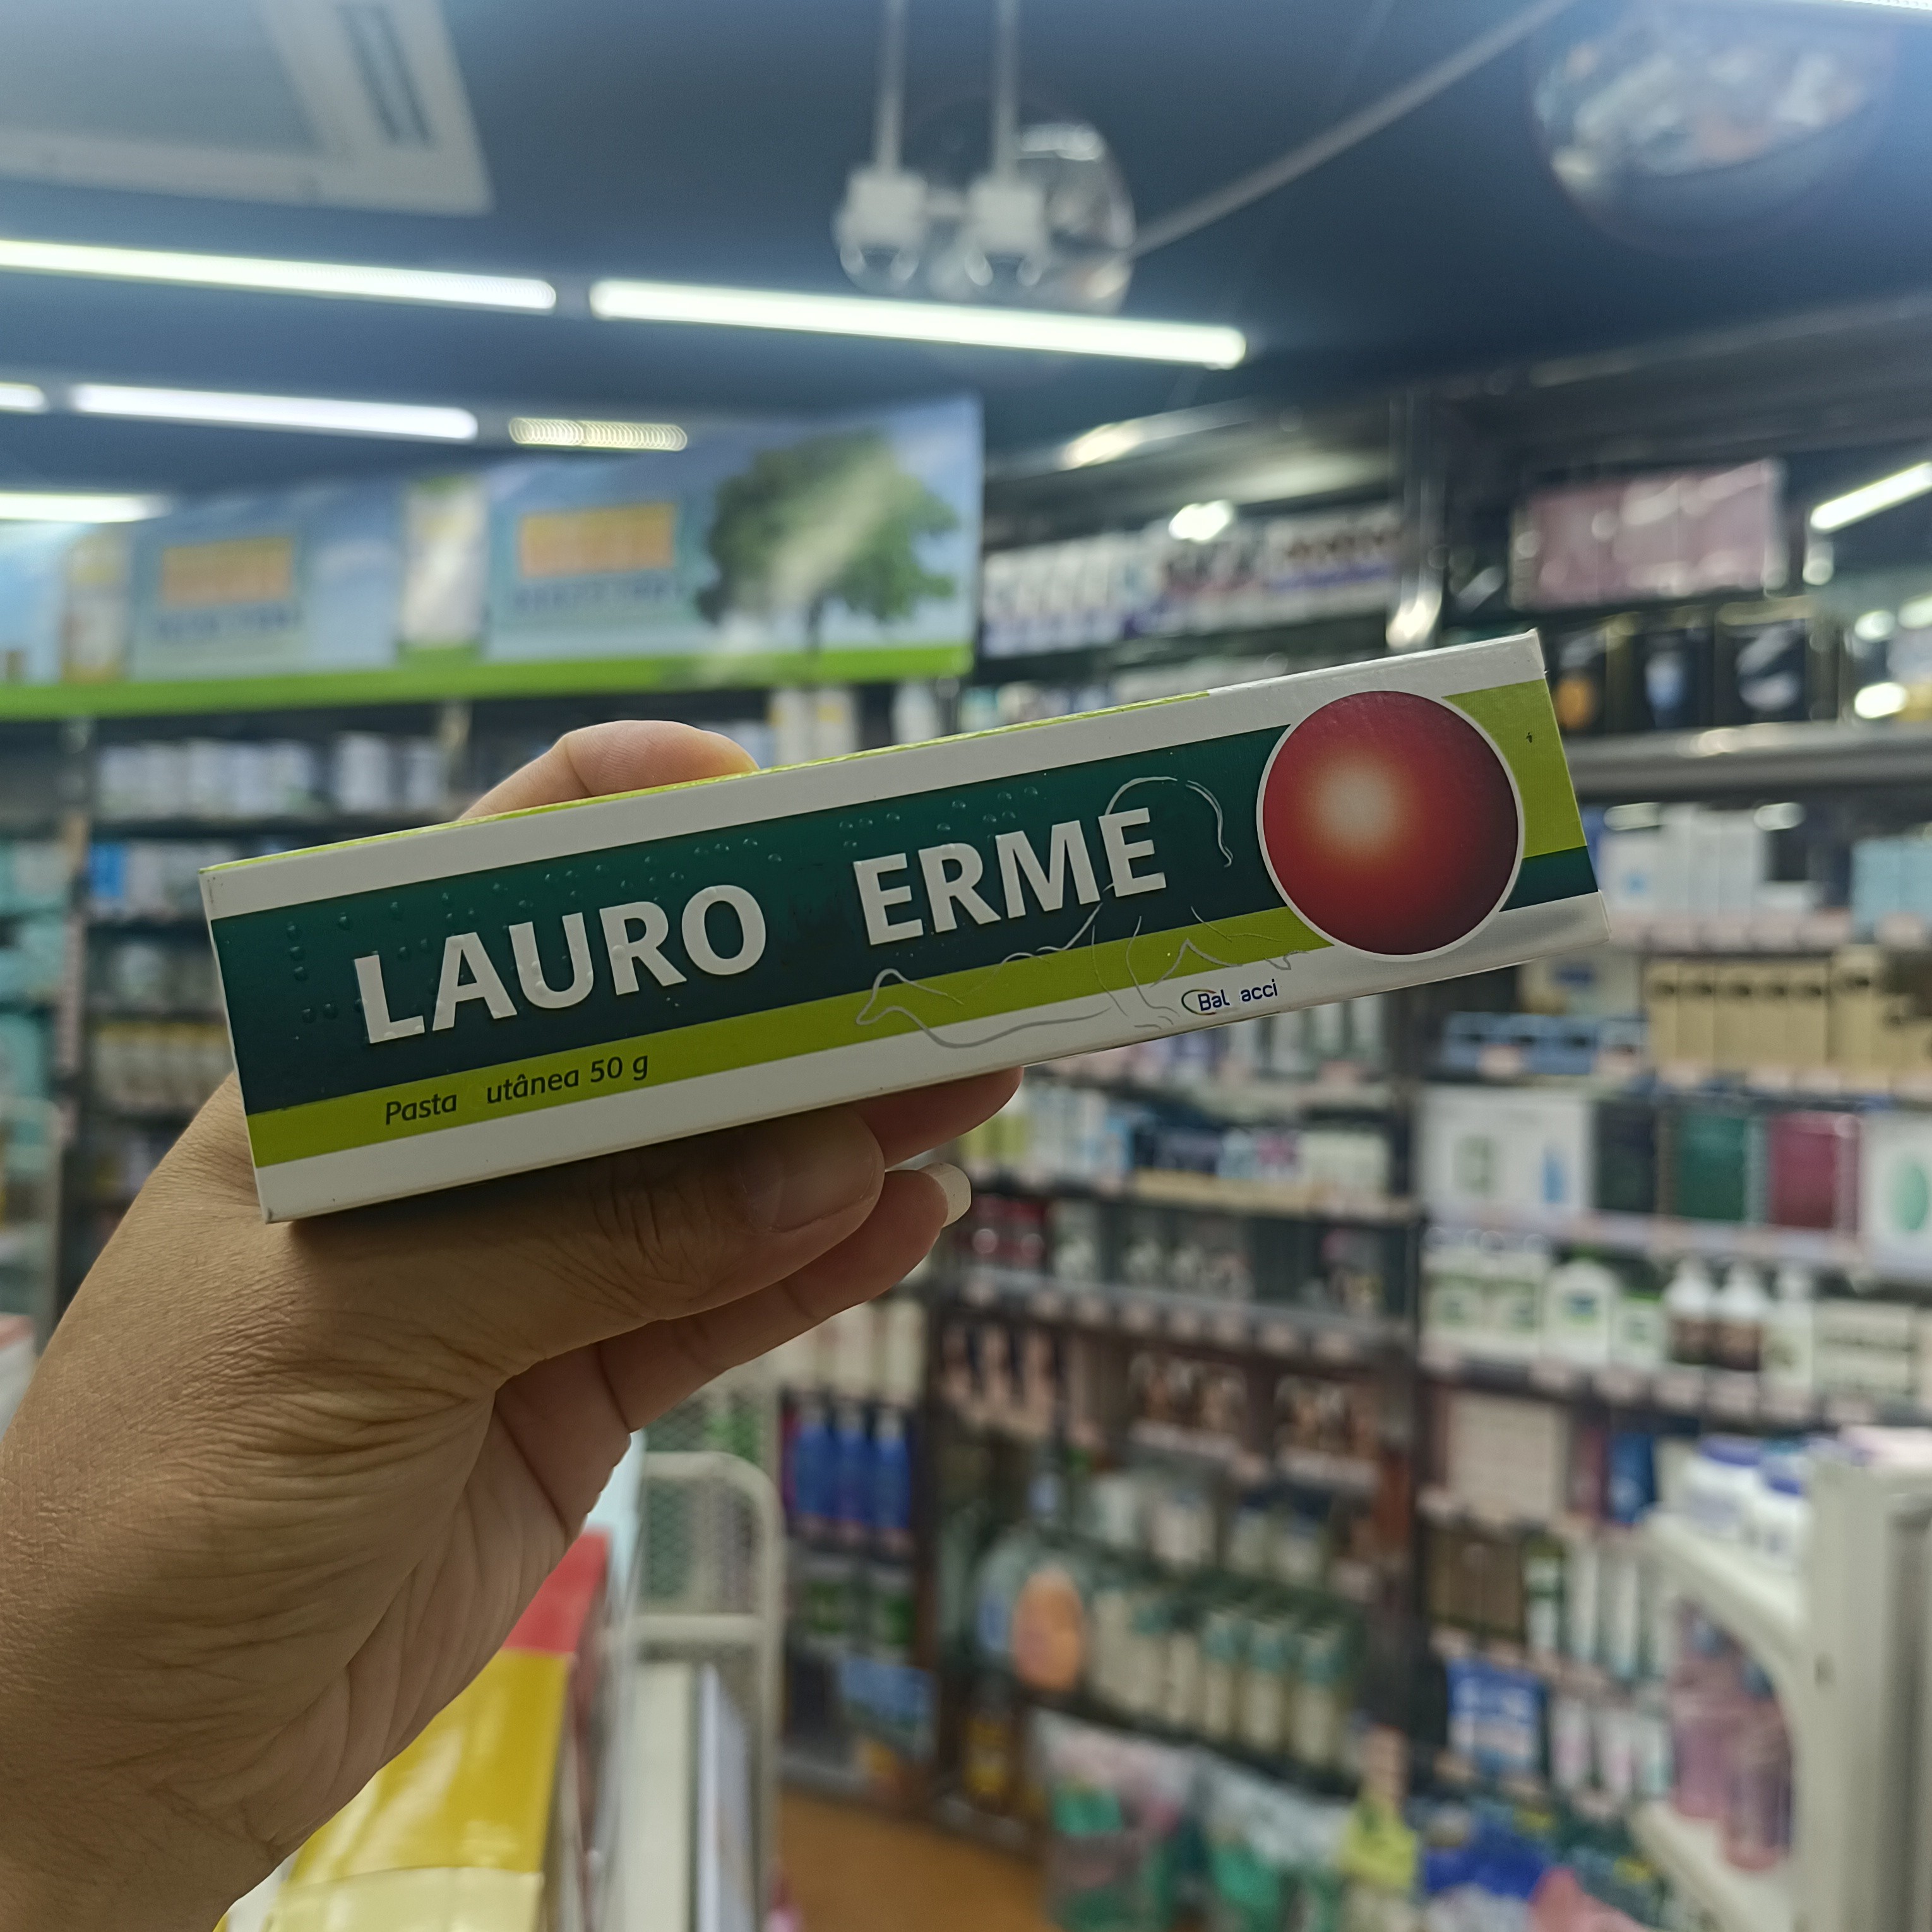 LAURO ERME
Pasta utânea 50 g
Bal acci